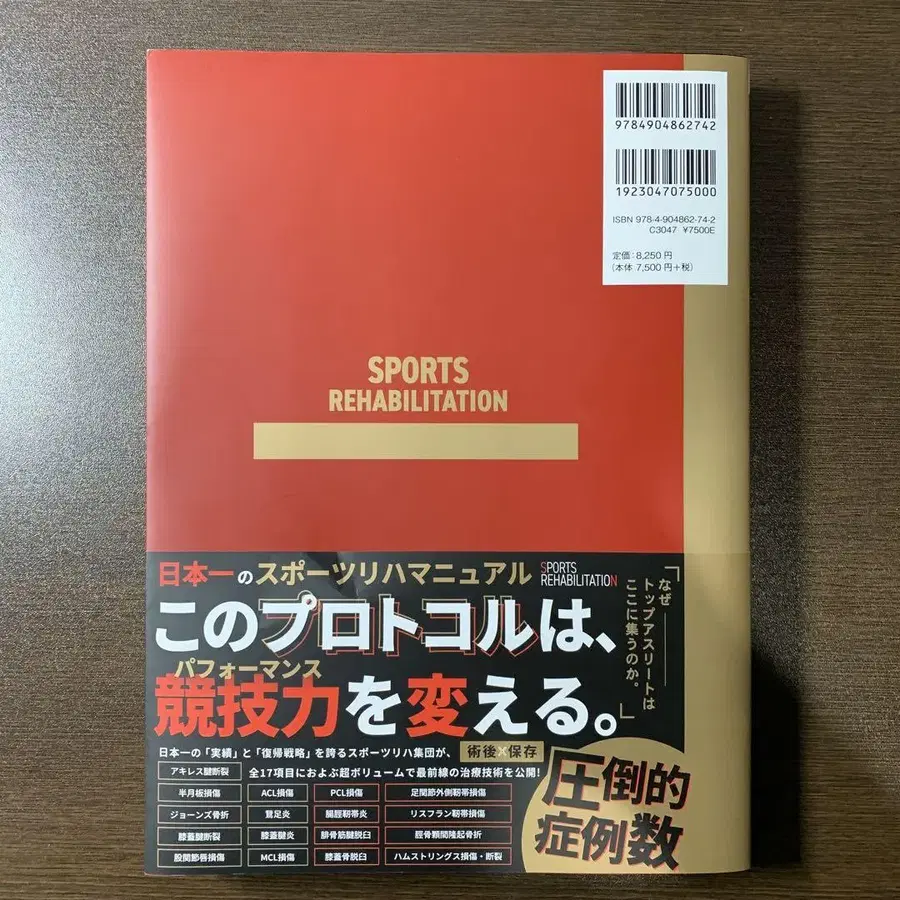 9784904862742
1923047075000
ISBN 978-4-904862-74-2
C3047 ¥7500E
定価：8,250円
（本体 7,500円＋税）
SPORTS
REHABILITATION
日本一のスポーツリハマニュアル
SPORTS
REHABILITATION
「なぜ
トップアスリートは
ここに集うのか。」
このプロトコルは、
パフォーマンス
競技力を変える。
日本一の「実績」と「復帰戦略」を誇るスポーツリハ集団が、
術後×保存
アキレス腱断裂
全17項目におよぶ超ボリュームで最前線の治療技術を公開！
半月板損傷
ACL損傷
PCL損傷
足関節外側靭帯損傷
ジョーンズ骨折
鵞足炎
腸脛靭帯炎
リスフラン靭帯損傷
膝蓋腱断裂
膝蓋腱炎
腓骨筋腱脱臼
脛骨顆間隆起骨折
股関節唇損傷
MCL損傷
膝蓋骨脱臼
ハムストリングス損傷・断裂
圧倒的
症例数